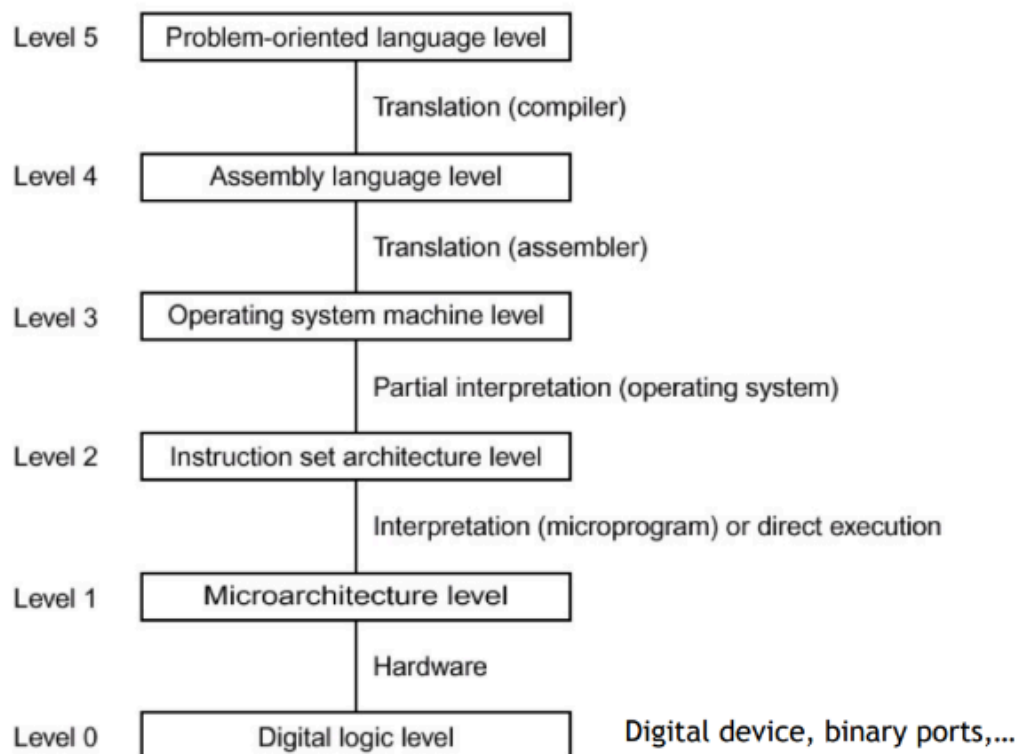 Level 5 Problem-oriented language level
Translation (compiler)
Level 4 Assembly language level
Translation (assembler)
Level 3 Operating system machine level
Partial interpretation (operating system)
Level 2 Instruction set architecture level
Interpretation (microprogram) or direct execution
Level 1 Microarchitecture level
Hardware
Level 0 Digital logic level Digital device, binary ports,...